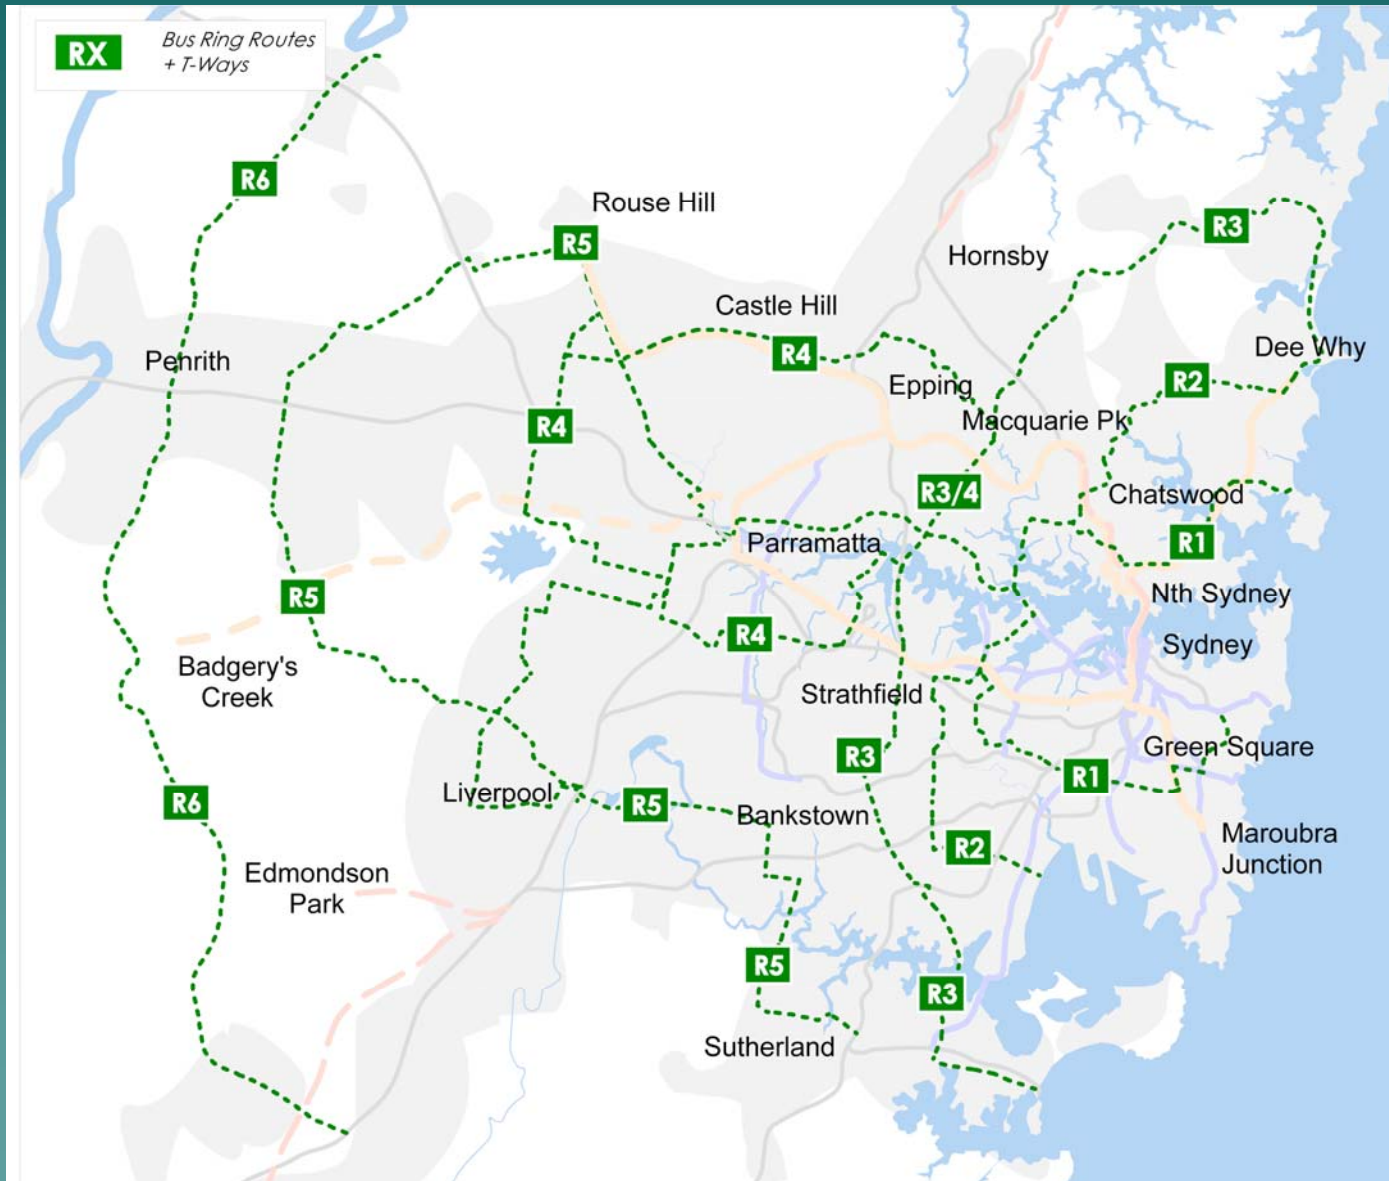 RX
Bus Ring Routes
+ T-Ways
R6
Rouse Hill
R5
R3
Hornsby
Castle Hill
R4
Dee Why
Penrith
R2
Epping
R4
Macquarie Pk
R3/4
Chatswood
Parramatta
R1
R5
Nth Sydney
R4
Sydney
Badgery's
Creek
Strathfield
R3
Green Square
R1
Liverpool
R6
R5
Bankstown
R2
Maroubra
Junction
Edmondson
Park
R5
R3
Sutherland